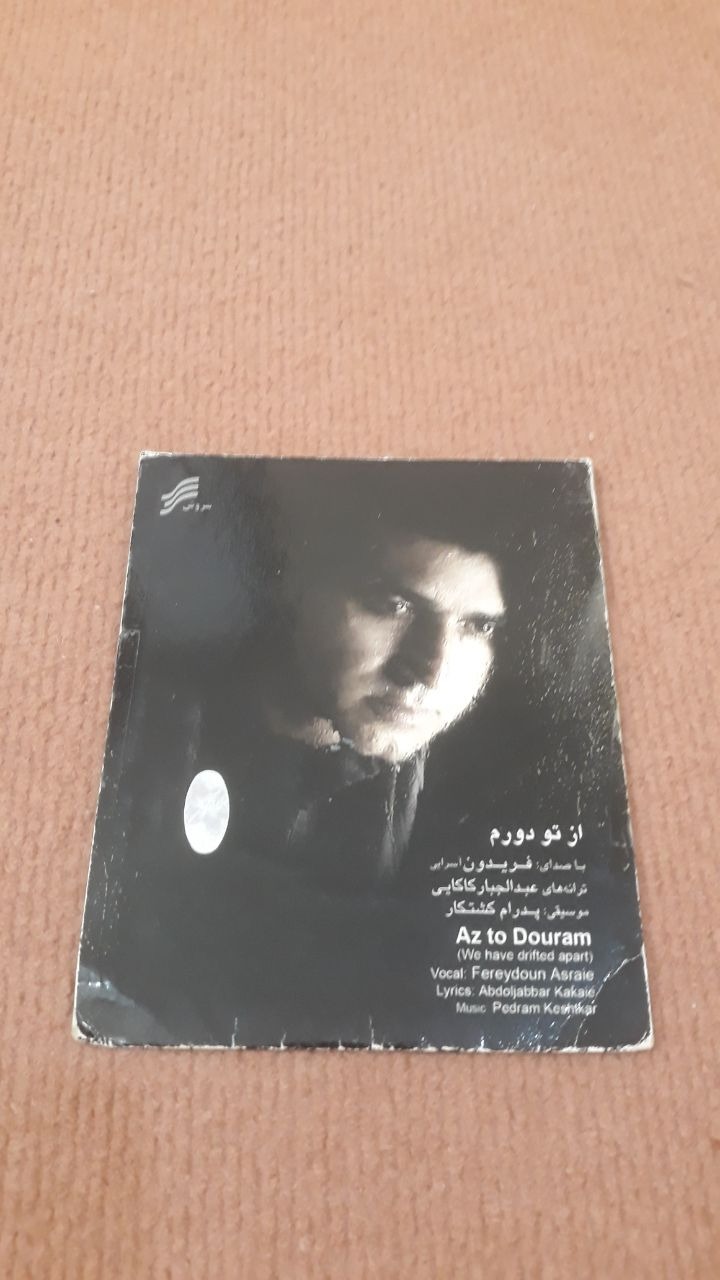 سروش
از تو دورم
با صدای: فریدون اسرایی
ترانه‌های عبدالجبار کاکایی
موسیقی: پدرام کشتکار
Az to Douram
(We have drifted apart)
Vocal: Fereydoun Asraie
Lyrics: Abdoljabbar Kakaie
Music Pedram Keshtkar